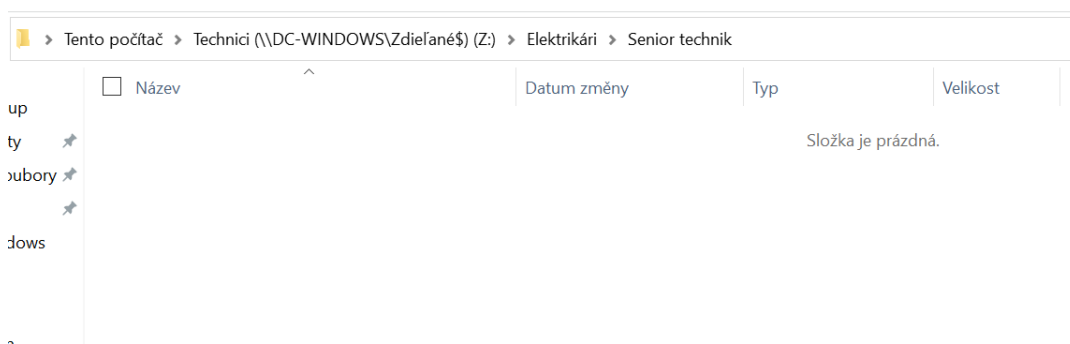 Tento počítač > Technici (\\DC-WINDOWS\Zdieľané$) (Z:) > Elektrikári > Senior technik
Název Datum změny Typ Velikost
up
ty
Složka je prázdná.
oubory
dows